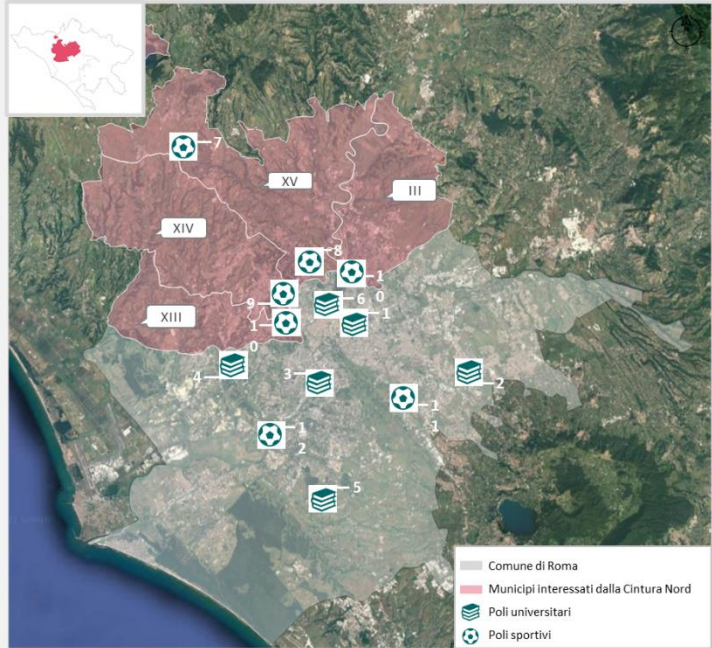 7
XV
III
XIV
8
1
0
9
6
XIII
1
0
1
4
3
2
1
1
1
2
5
Comune di Roma
Municipi interessati dalla Cintura Nord
Poli universitari
Poli sportivi